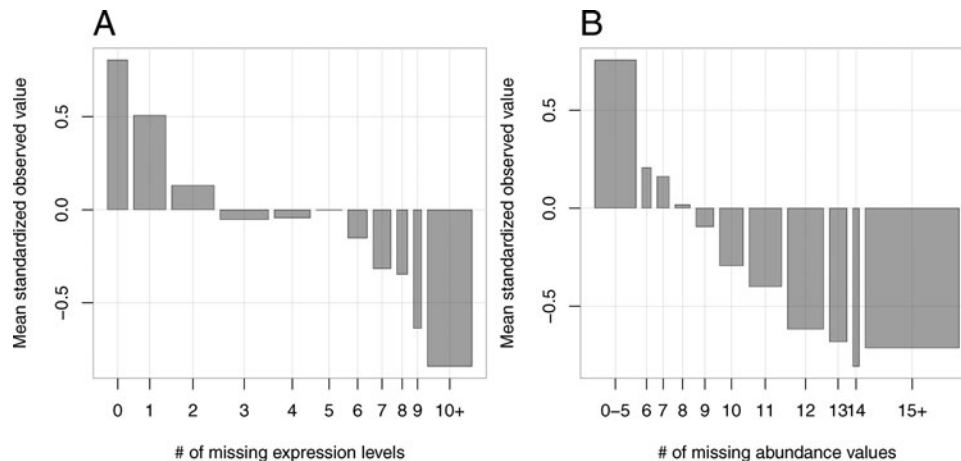 A
Mean standardized observed value
0.5
0.0
−0.5
0 1 2 3 4 5 6 7 8 9 10+
# of missing expression levels
B
Mean standardized observed value
0.5
0.0
−0.5
0−5 6 7 8 9 10 11 12 13 14 15+
# of missing abundance values